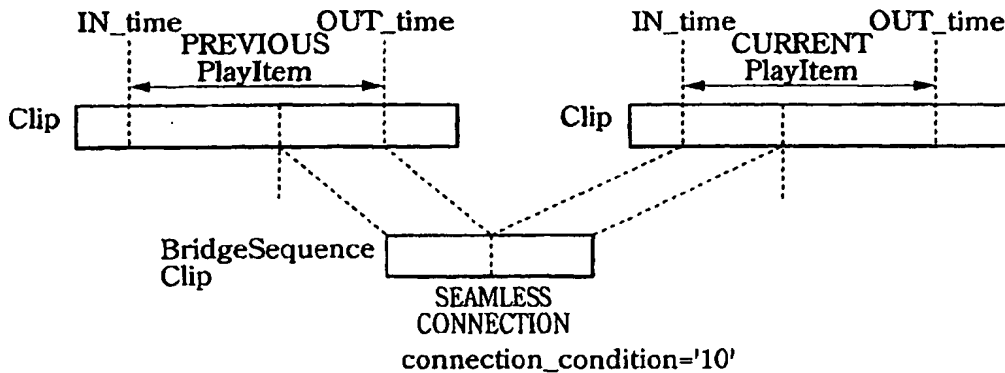 IN_time
OUT_time
PREVIOUS
PlayItem
Clip
IN_time
OUT_time
CURRENT
PlayItem
Clip
BridgeSequence
Clip
SEAMLESS
CONNECTION
connection_condition='10'